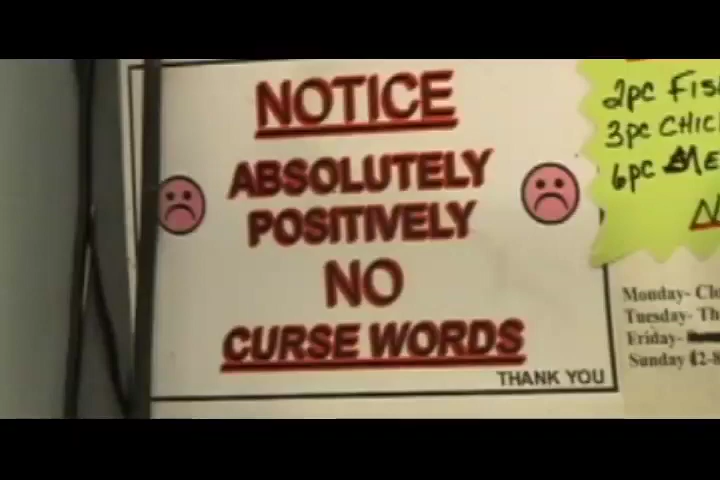 NOTICE
ABSOLUTELY
POSITIVELY
NO
CURSE WORDS
THANK YOU
2pc
3pc
6pc
Monday-
Tuesday-
Friday-
Sunday